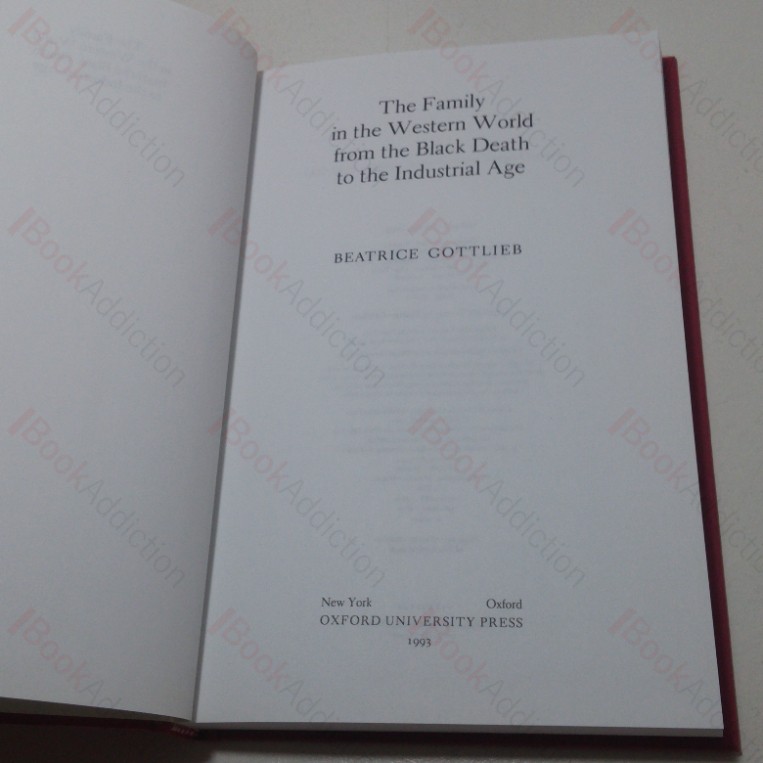 The Family
in the Western World
from the Black Death
to the Industrial Age
BEATRICE GOTTLIEB
New York Oxford
OXFORD UNIVERSITY PRESS
1993
BookAddiction